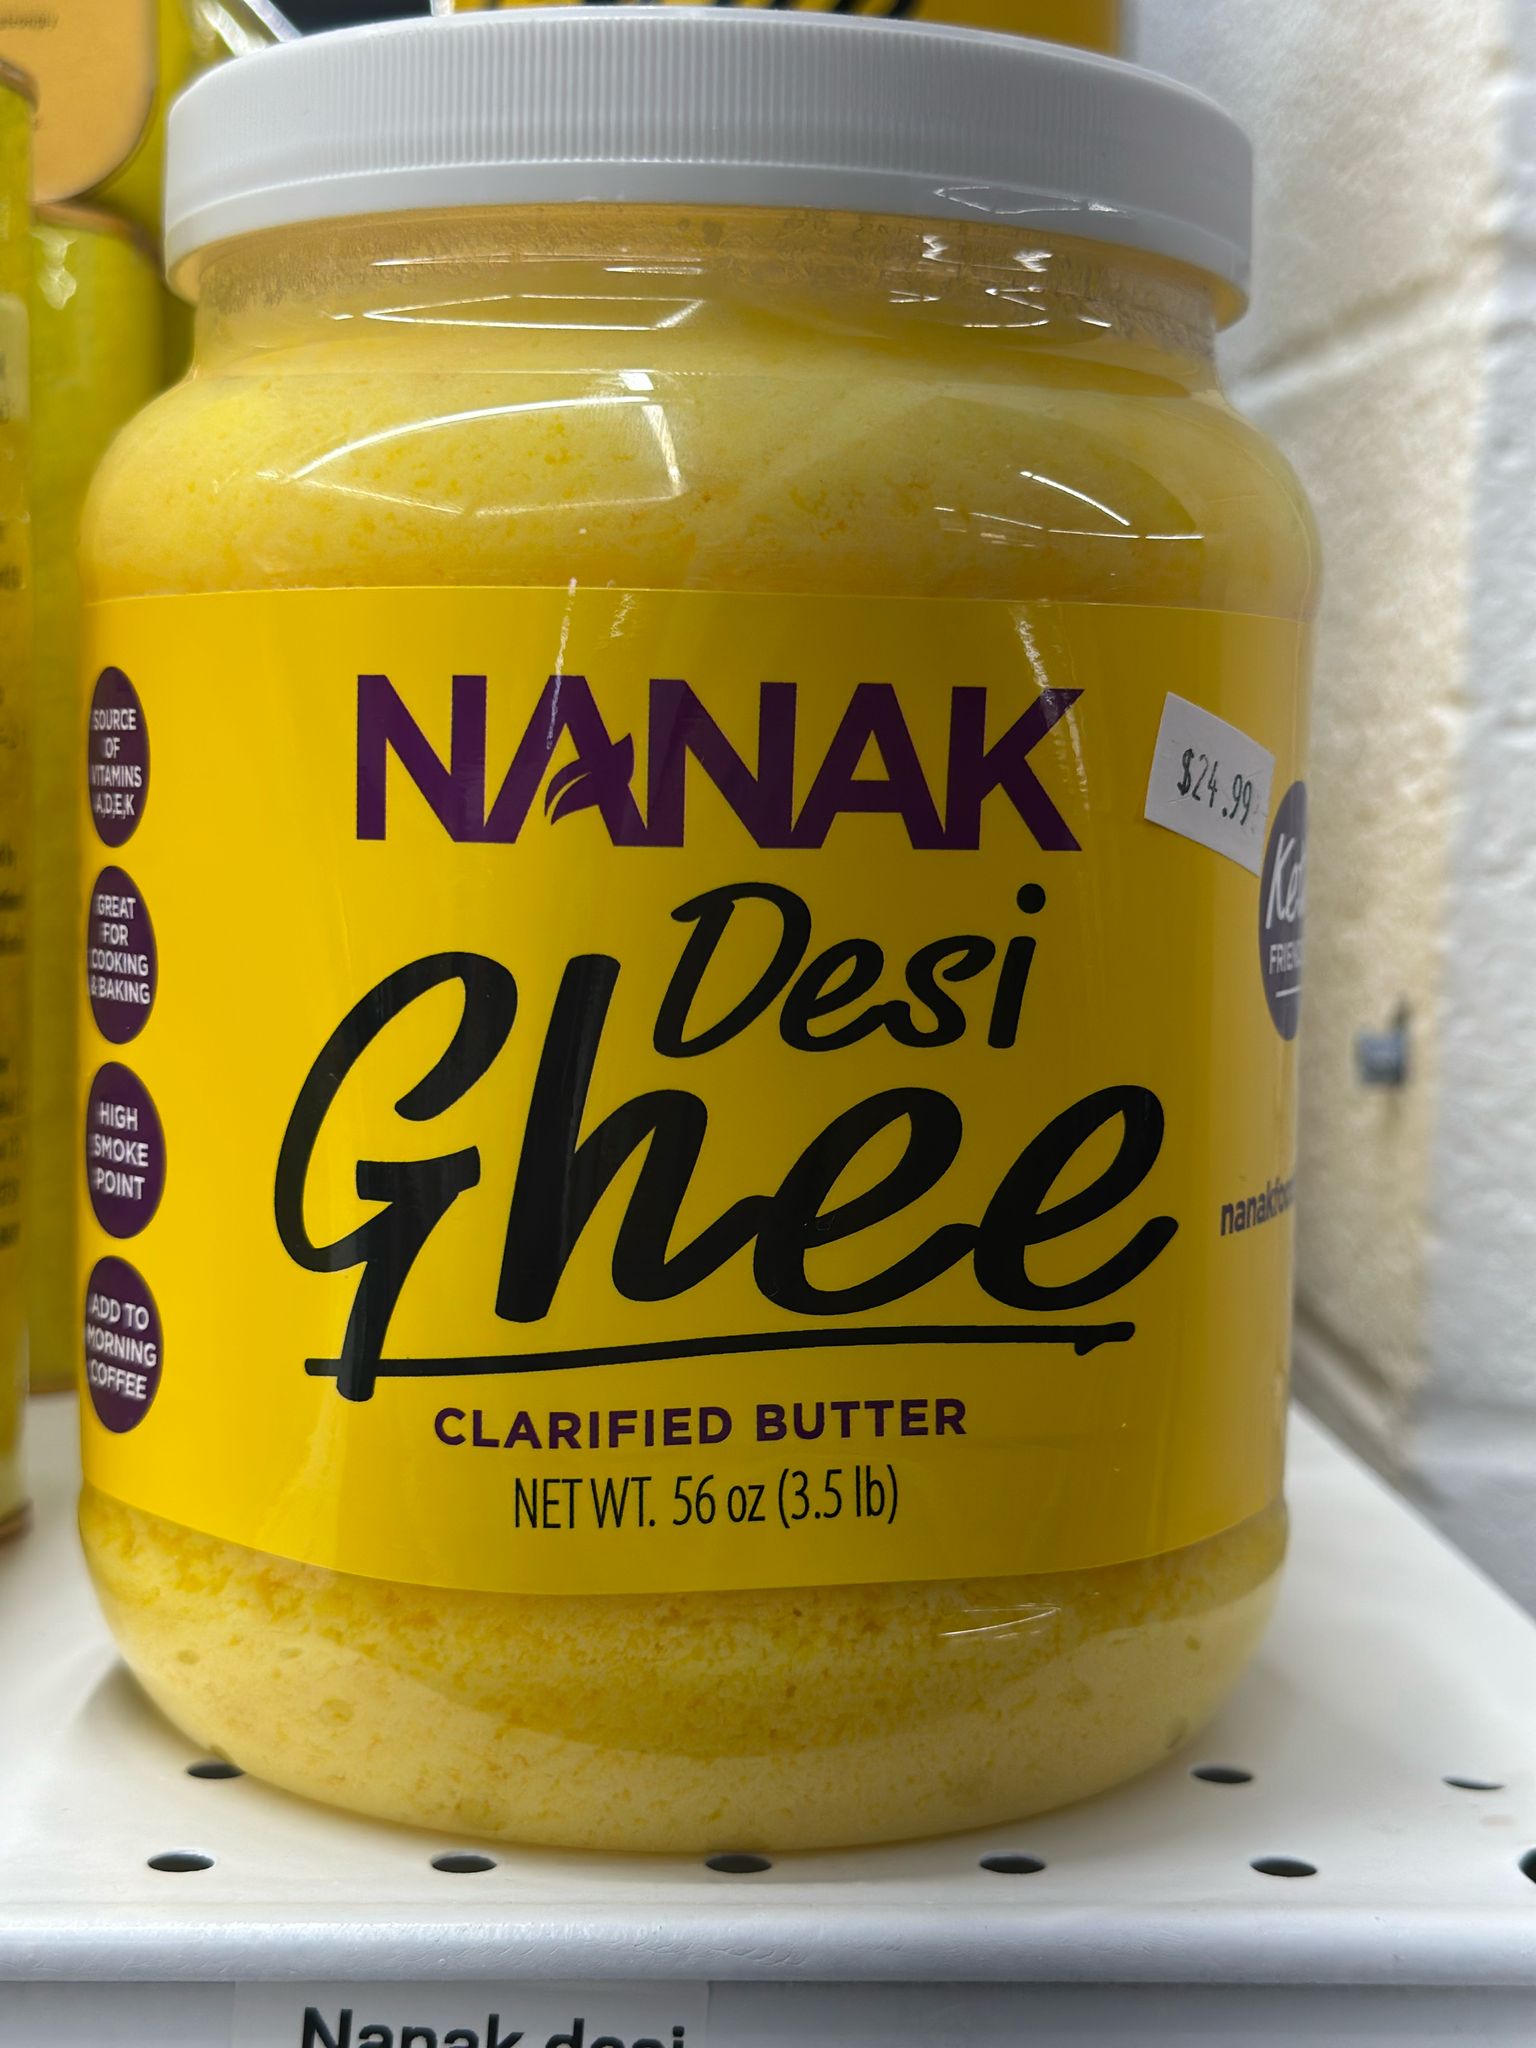 SOURCE
OF
VITAMINS
A,D,E,K
GREAT
FOR
COOKING
& BAKING
HIGH
SMOKE
POINT
ADD TO
MORNING
COFFEE
NANAK
Desi
Ghee
CLARIFIED BUTTER
NET WT. 56 oz (3.5 lb)
$24.99
Nanak desi